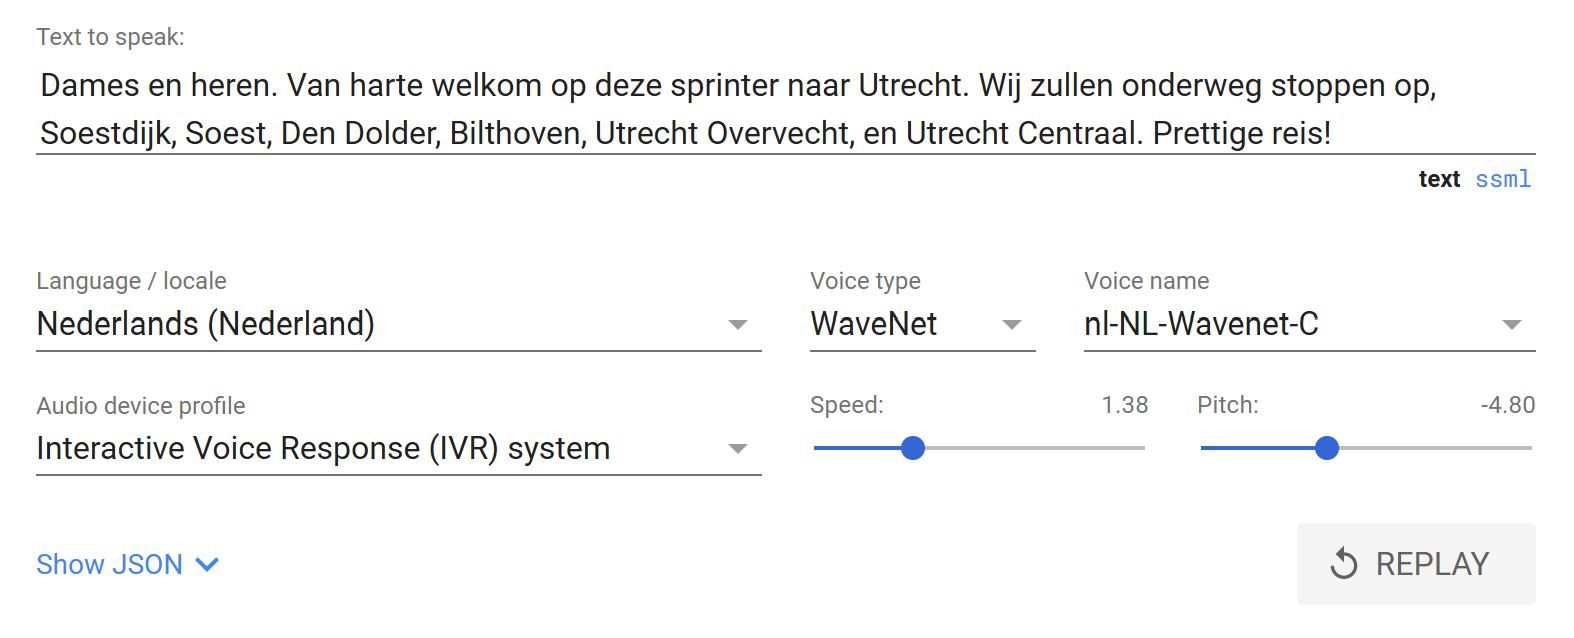 Text to speak:
Dames en heren. Van harte welkom op deze sprinter naar Utrecht. Wij zullen onderweg stoppen op,
Soestdijk, Soest, Den Dolder, Bilthoven, Utrecht Overvecht, en Utrecht Centraal. Prettige reis!
text ssml
Language / locale Voice type Voice name
Nederlands (Nederland) WaveNet nl-NL-Wavenet-C
Audio device profile Speed: 1.38 Pitch: -4.80
Interactive Voice Response (IVR) system
Show JSON REPLAY